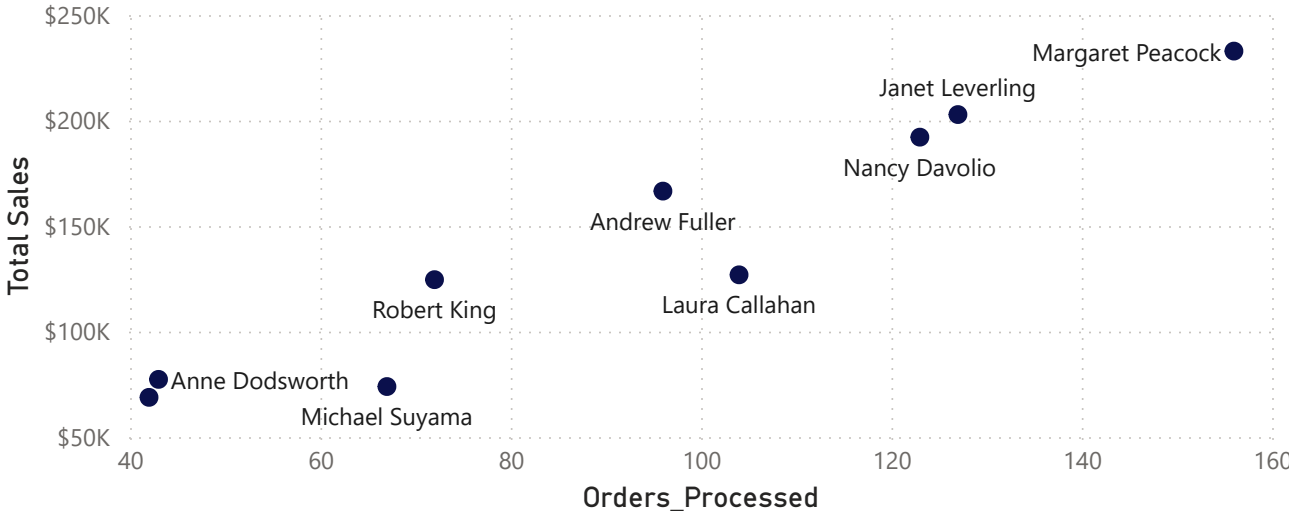 $250K
Margaret Peacock
Janet Leverling
$200K
Nancy Davolio
Andrew Fuller
$150K
Total Sales
Robert King
Laura Callahan
$100K
Anne Dodsworth
Michael Suyama
$50K
40 60 80 100 120 140 160
Orders_Processed